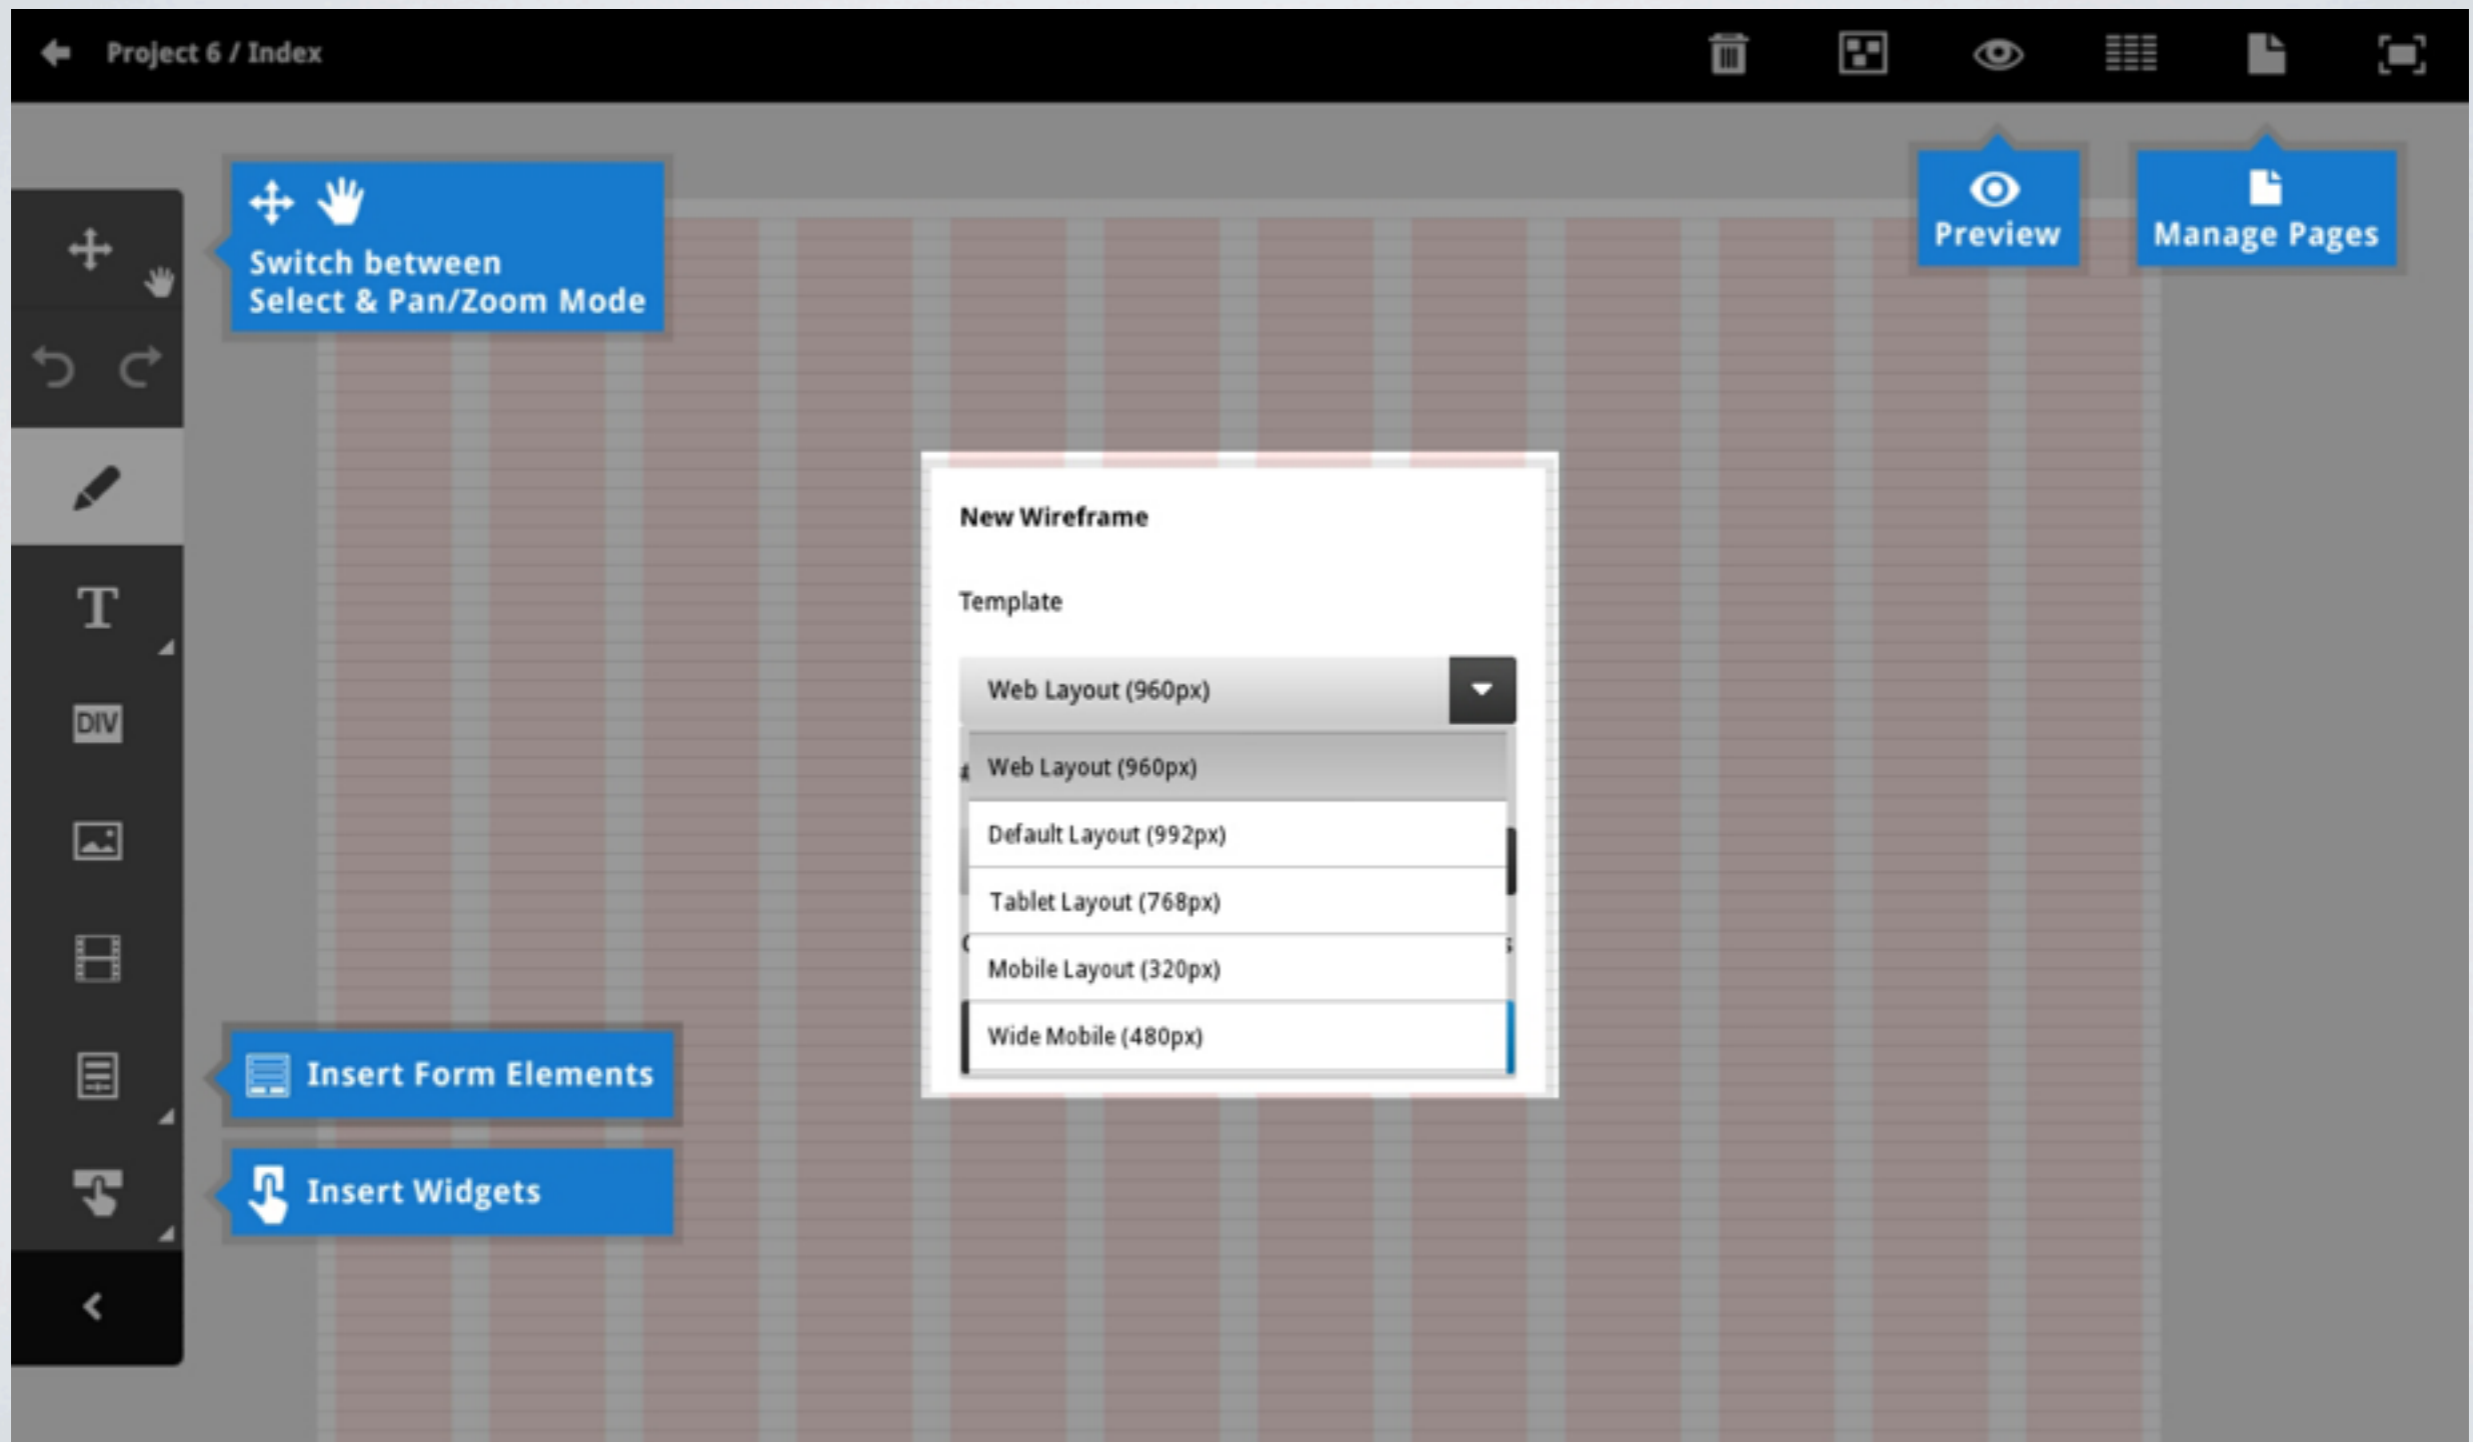 Project 6 / Index
Switch between
Select & Pan/Zoom Mode
Preview
Manage Pages
T
DIV
New Wireframe
Template
Web Layout (960px)
Web Layout (960px)
Default Layout (992px)
Tablet Layout (768px)
Mobile Layout (320px)
Wide Mobile (480px)
Insert Form Elements
Insert Widgets